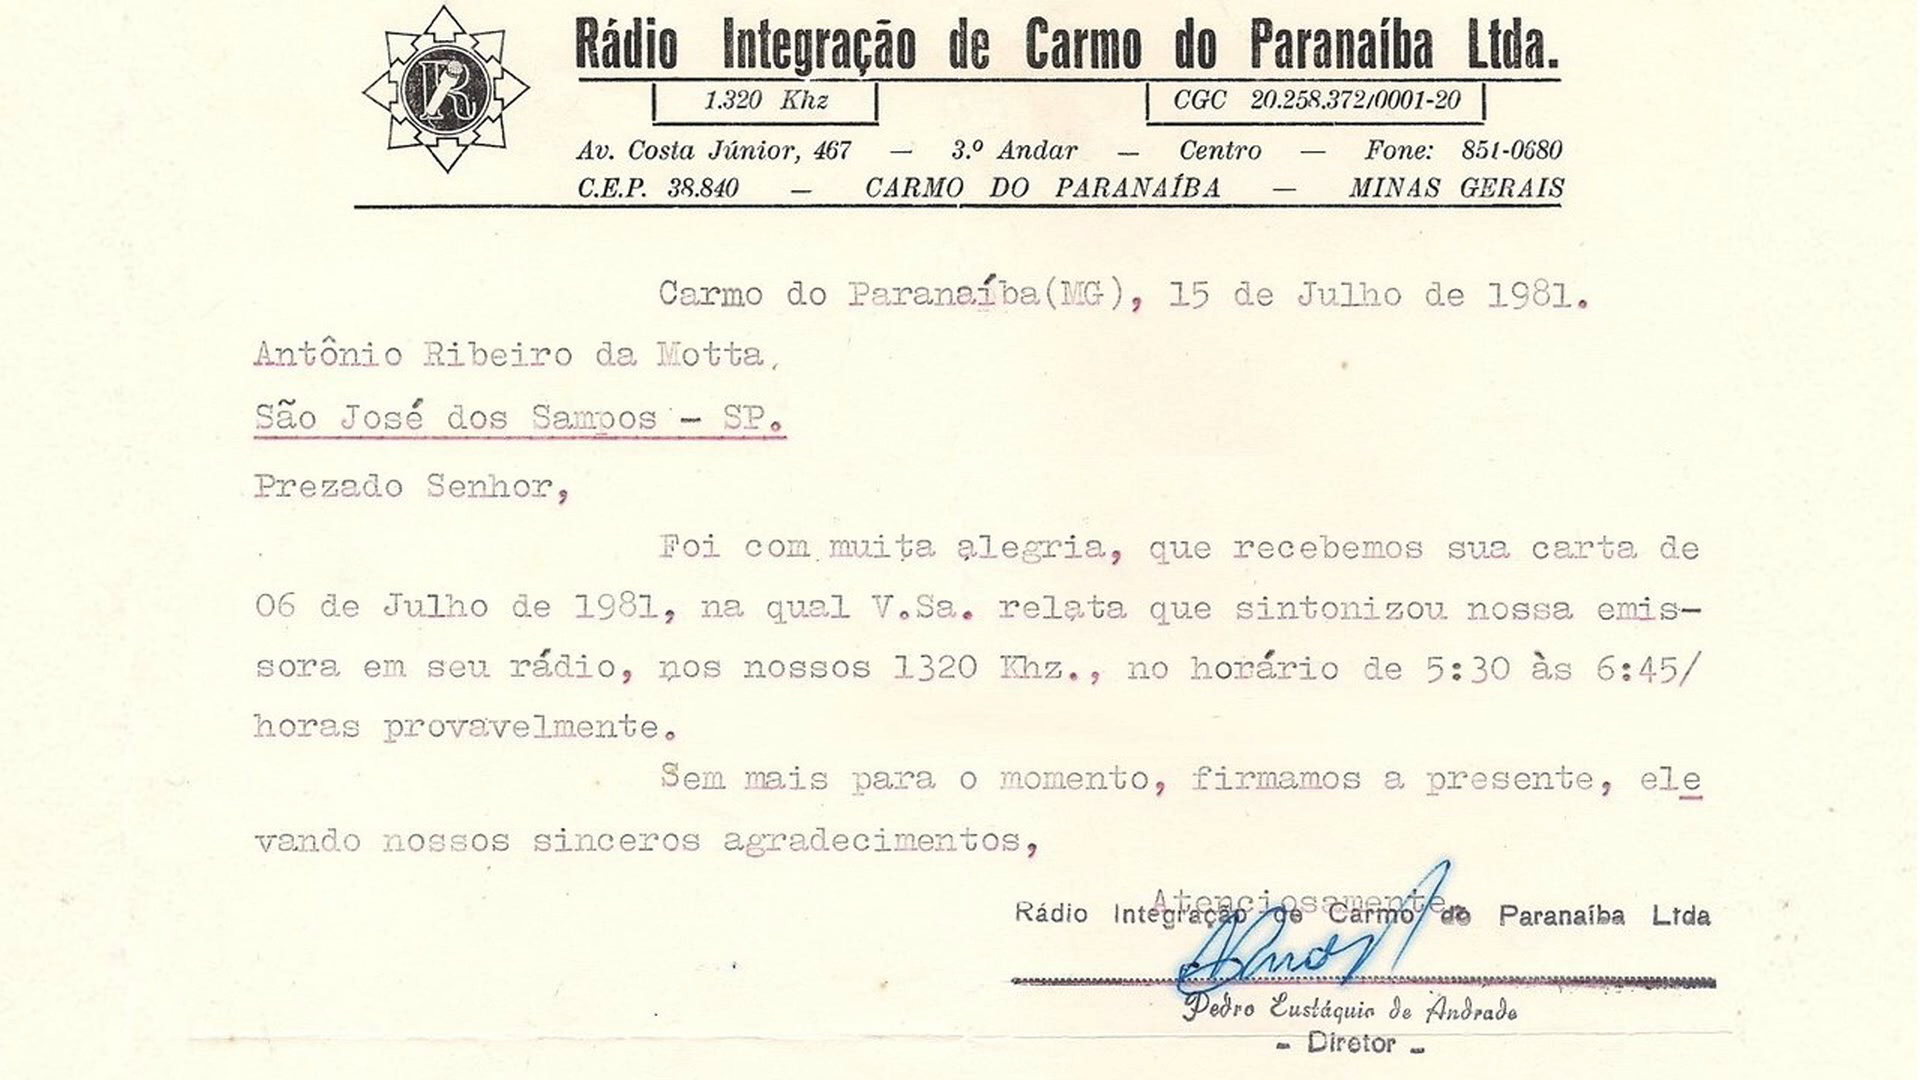 Rádio Integração de Carmo do Paranaíba Ltda.
1.320 Khz CGC 20.258.372/0001-20
Av. Costa Júnior, 467 — 3.º Andar — Centro — Fone: 851-0680
C.E.P. 38.840 — CARMO DO PARANAÍBA — MINAS GERAIS
R
Carmo do Paranaíba(MG), 15 de Julho de 1981.
Antônio Ribeiro da Motta,
São José dos Sampos - SP.
Prezado Senhor,
Foi com muita alegria, que recebemos sua carta de
06 de Julho de 1981, na qual V.Sa. relata que sintonizou nossa emis-
sora em seu rádio, nos nossos 1320 Khz., no horário de 5:30 às 6:45/
horas provavelmente.
Sem mais para o momento, firmamos a presente, ele
vando nossos sinceros agradecimentos,
Atenciosamente,
Rádio Integração de Carmo do Paranaíba Ltda
Pedro Eustáquio de Andrade
- Diretor -